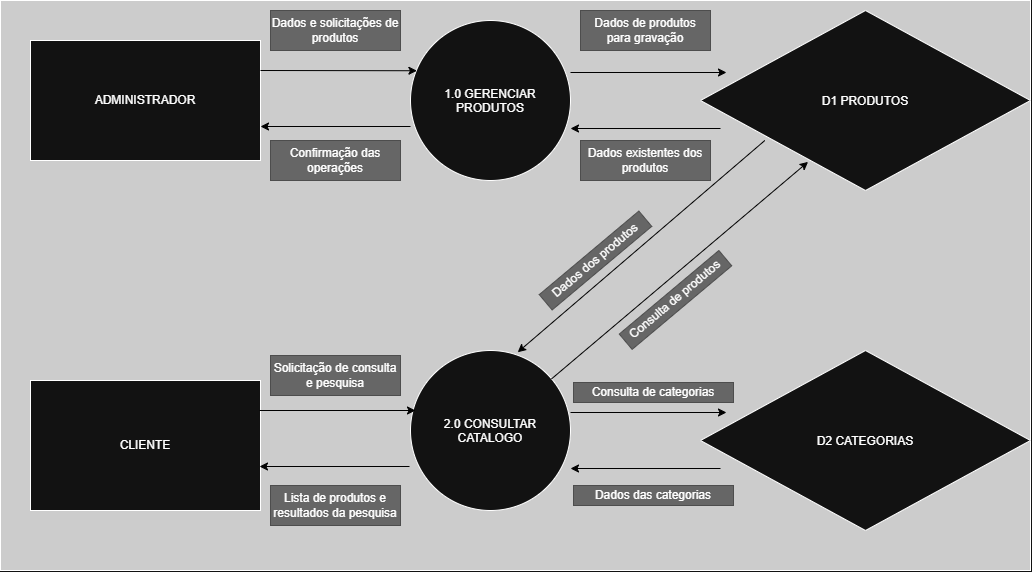 Dados e solicitações de
produtos
Dados de produtos
para gravação
ADMINISTRADOR
1.0 GERENCIAR
PRODUTOS
D1 PRODUTOS
Confirmação das
operações
Dados existentes dos
produtos
Dados dos produtos
Consulta de produtos
Solicitação de consulta
e pesquisa
Consulta de categorias
CLIENTE
2.0 CONSULTAR
CATALOGO
D2 CATEGORIAS
Lista de produtos e
resultados da pesquisa
Dados das categorias